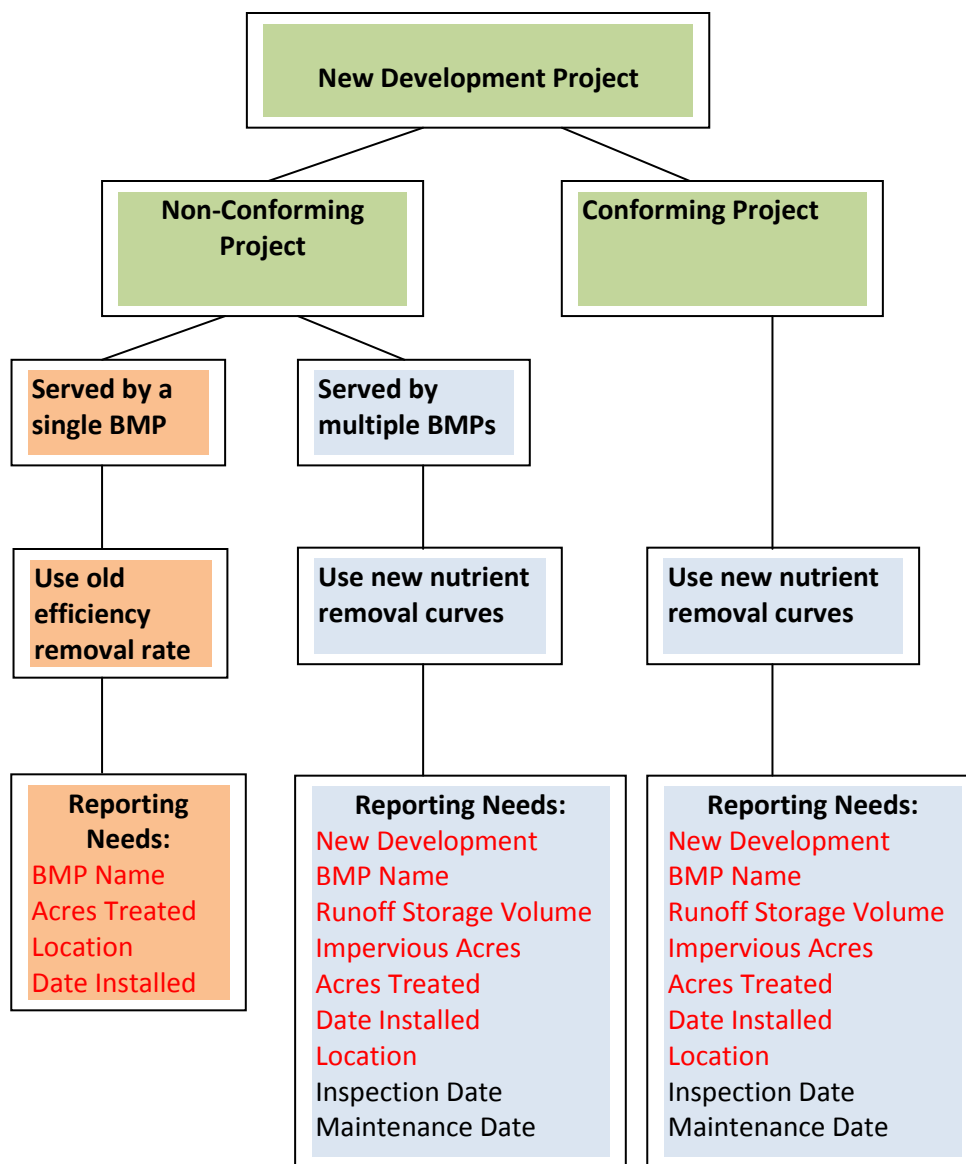 New Development Project
Non-Conforming
Project
Conforming Project
Served by a
single BMP
Served by
multiple BMPs
Use old
efficiency
removal rate
Use new nutrient
removal curves
Use new nutrient
removal curves
Reporting
Needs:
BMP Name
Acres Treated
Location
Date Installed
Reporting Needs:
New Development
BMP Name
Runoff Storage Volume
Impervious Acres
Acres Treated
Date Installed
Location
Inspection Date
Maintenance Date
Reporting Needs:
New Development
BMP Name
Runoff Storage Volume
Impervious Acres
Acres Treated
Date Installed
Location
Inspection Date
Maintenance Date